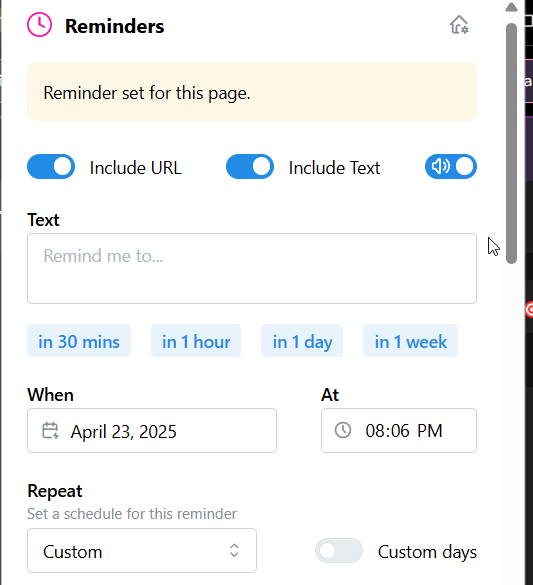 Reminders
Reminder set for this page.
Include URL Include Text
Text
Remind me to...
in 30 mins in 1 hour in 1 day in 1 week
When At
April 23, 2025 08:06 PM
Repeat
Set a schedule for this reminder
Custom Custom days